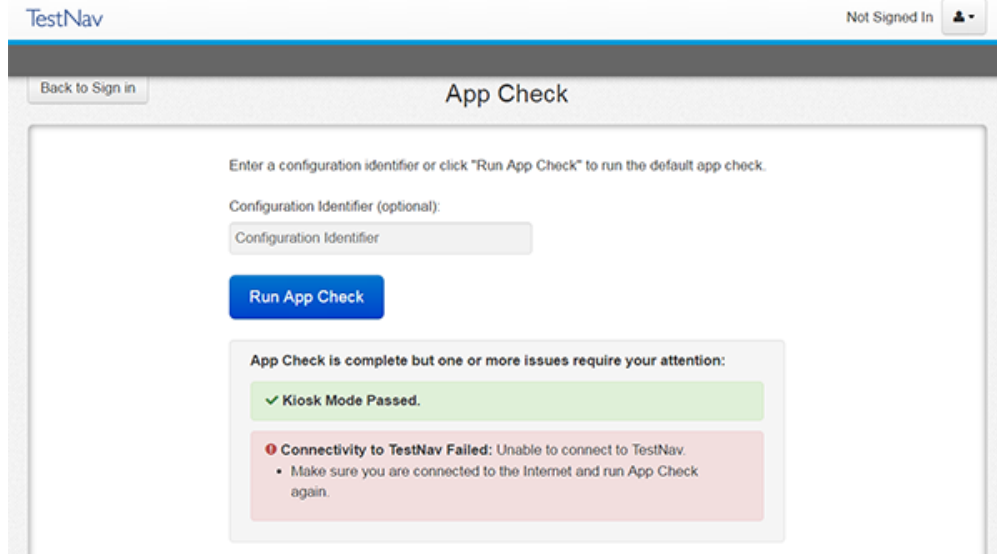 TestNav
Not Signed In
Back to Sign in
App Check
Enter a configuration identifier or click "Run App Check" to run the default app check.
Configuration Identifier (optional):
Configuration Identifier
Run App Check
App Check is complete but one or more issues require your attention:
Kiosk Mode Passed.
Connectivity to TestNav Failed: Unable to connect to TestNav.
• Make sure you are connected to the Internet and run App Check
again.